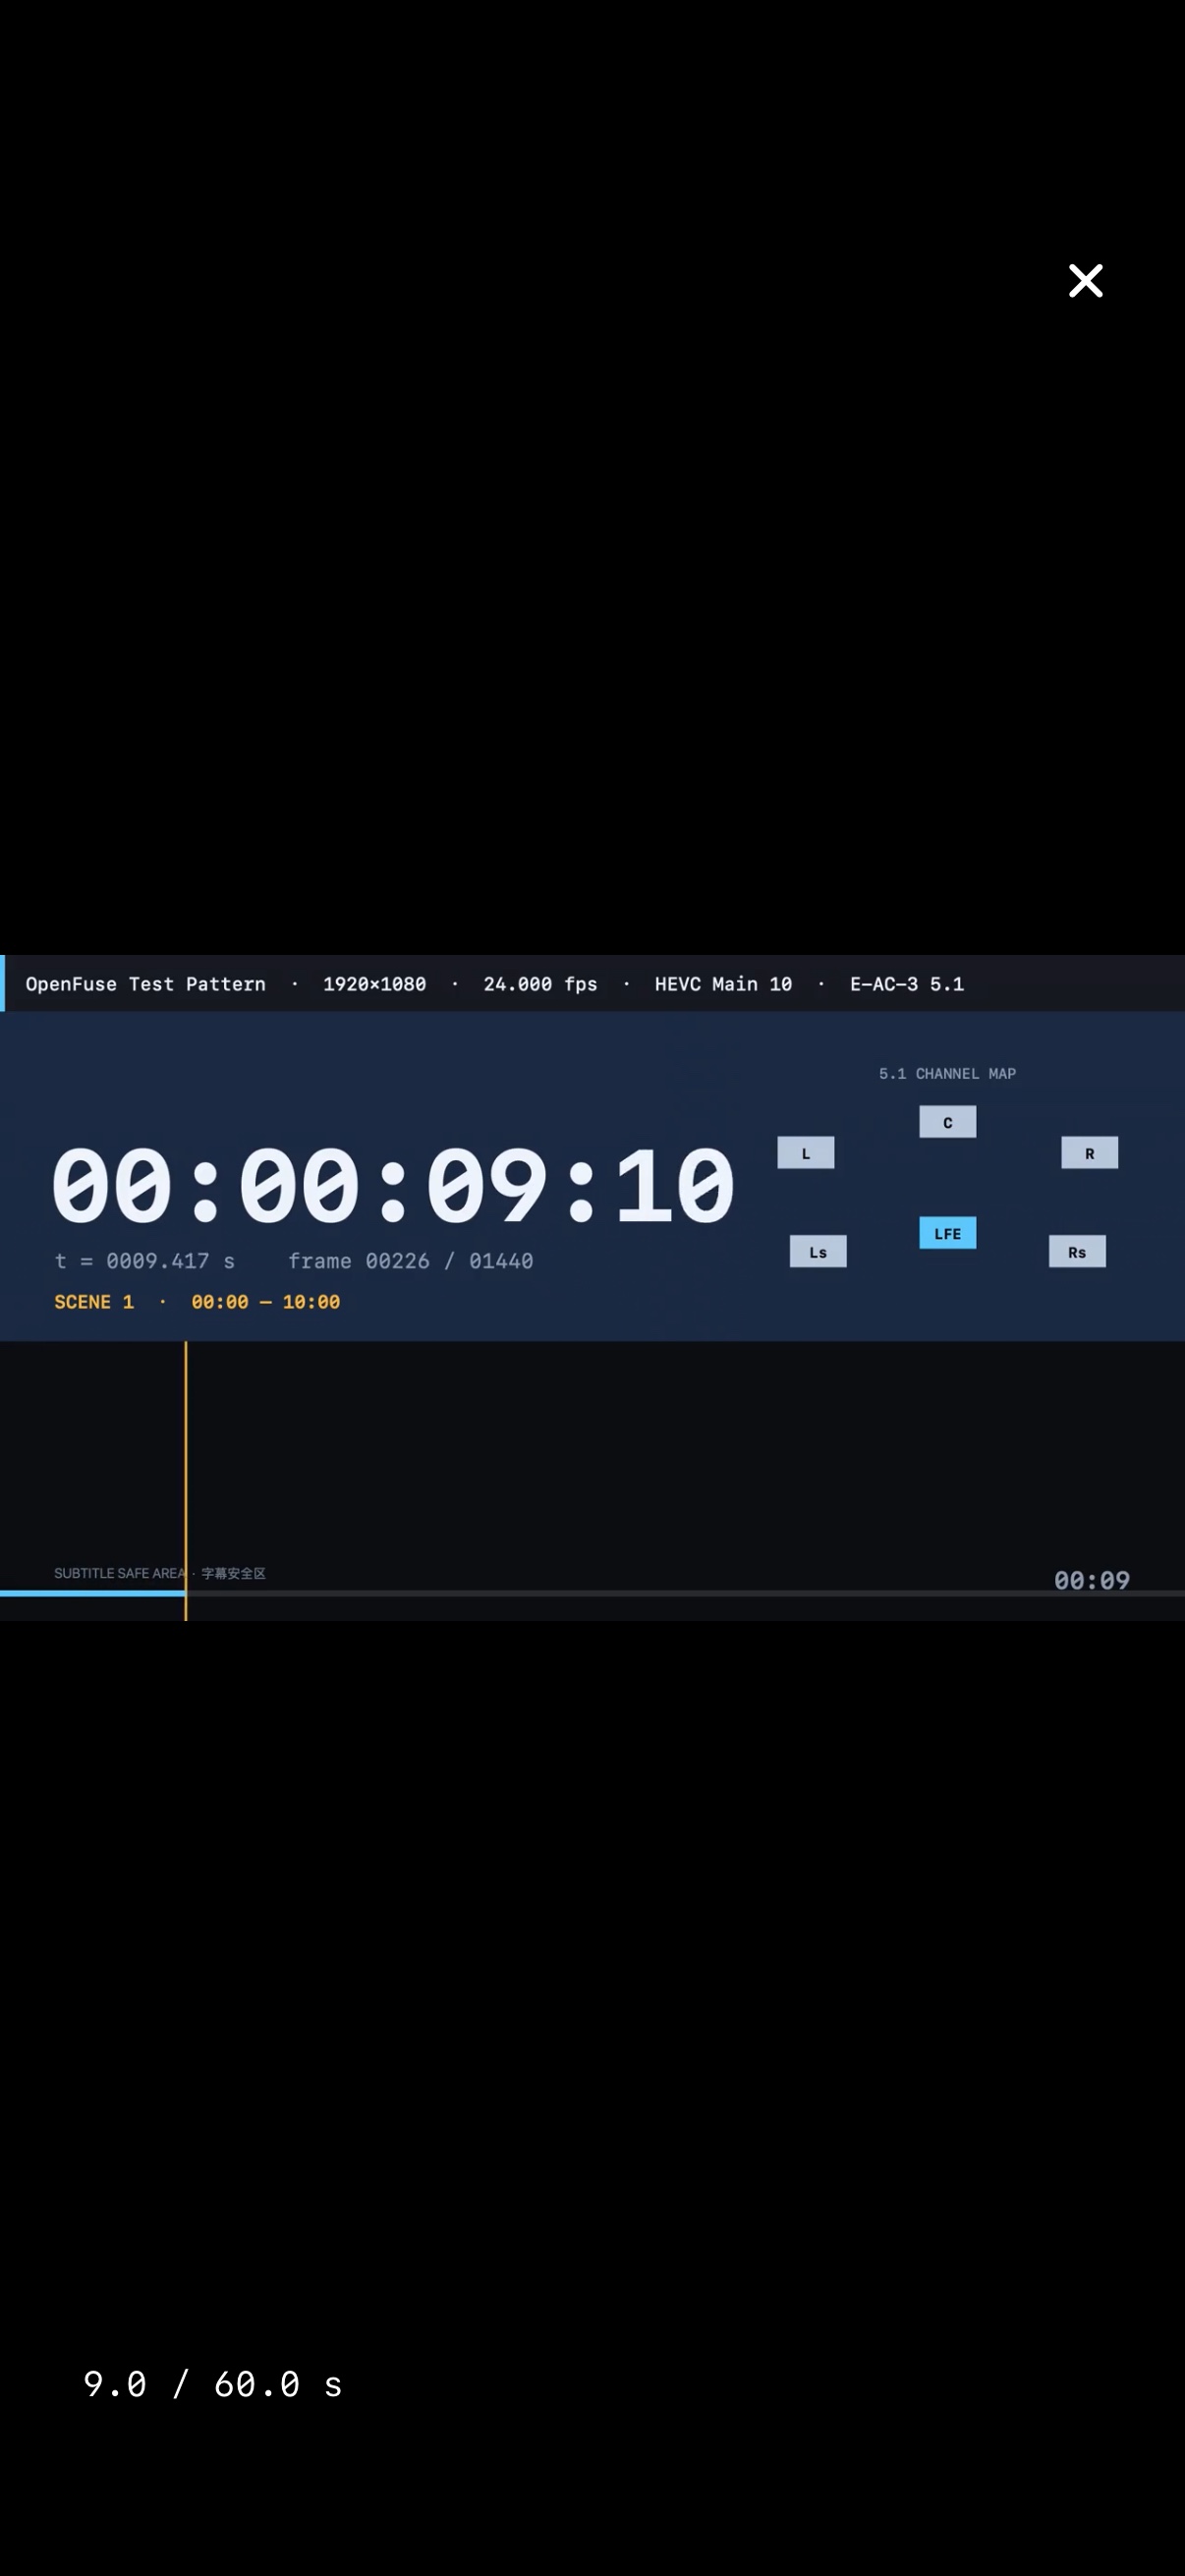 OpenFuse Test Pattern · 1920×1080 · 24.000 fps · HEVC Main 10 · E-AC-3 5.1
5.1 CHANNEL MAP
C
L
R
00:00:09:10
LFE
Ls
Rs
t = 0009.417 s frame 00226 / 01440
SCENE 1 · 00:00 — 10:00
SUBTITLE SAFE AREA · 字幕安全区
00:09
9.0 / 60.0 s